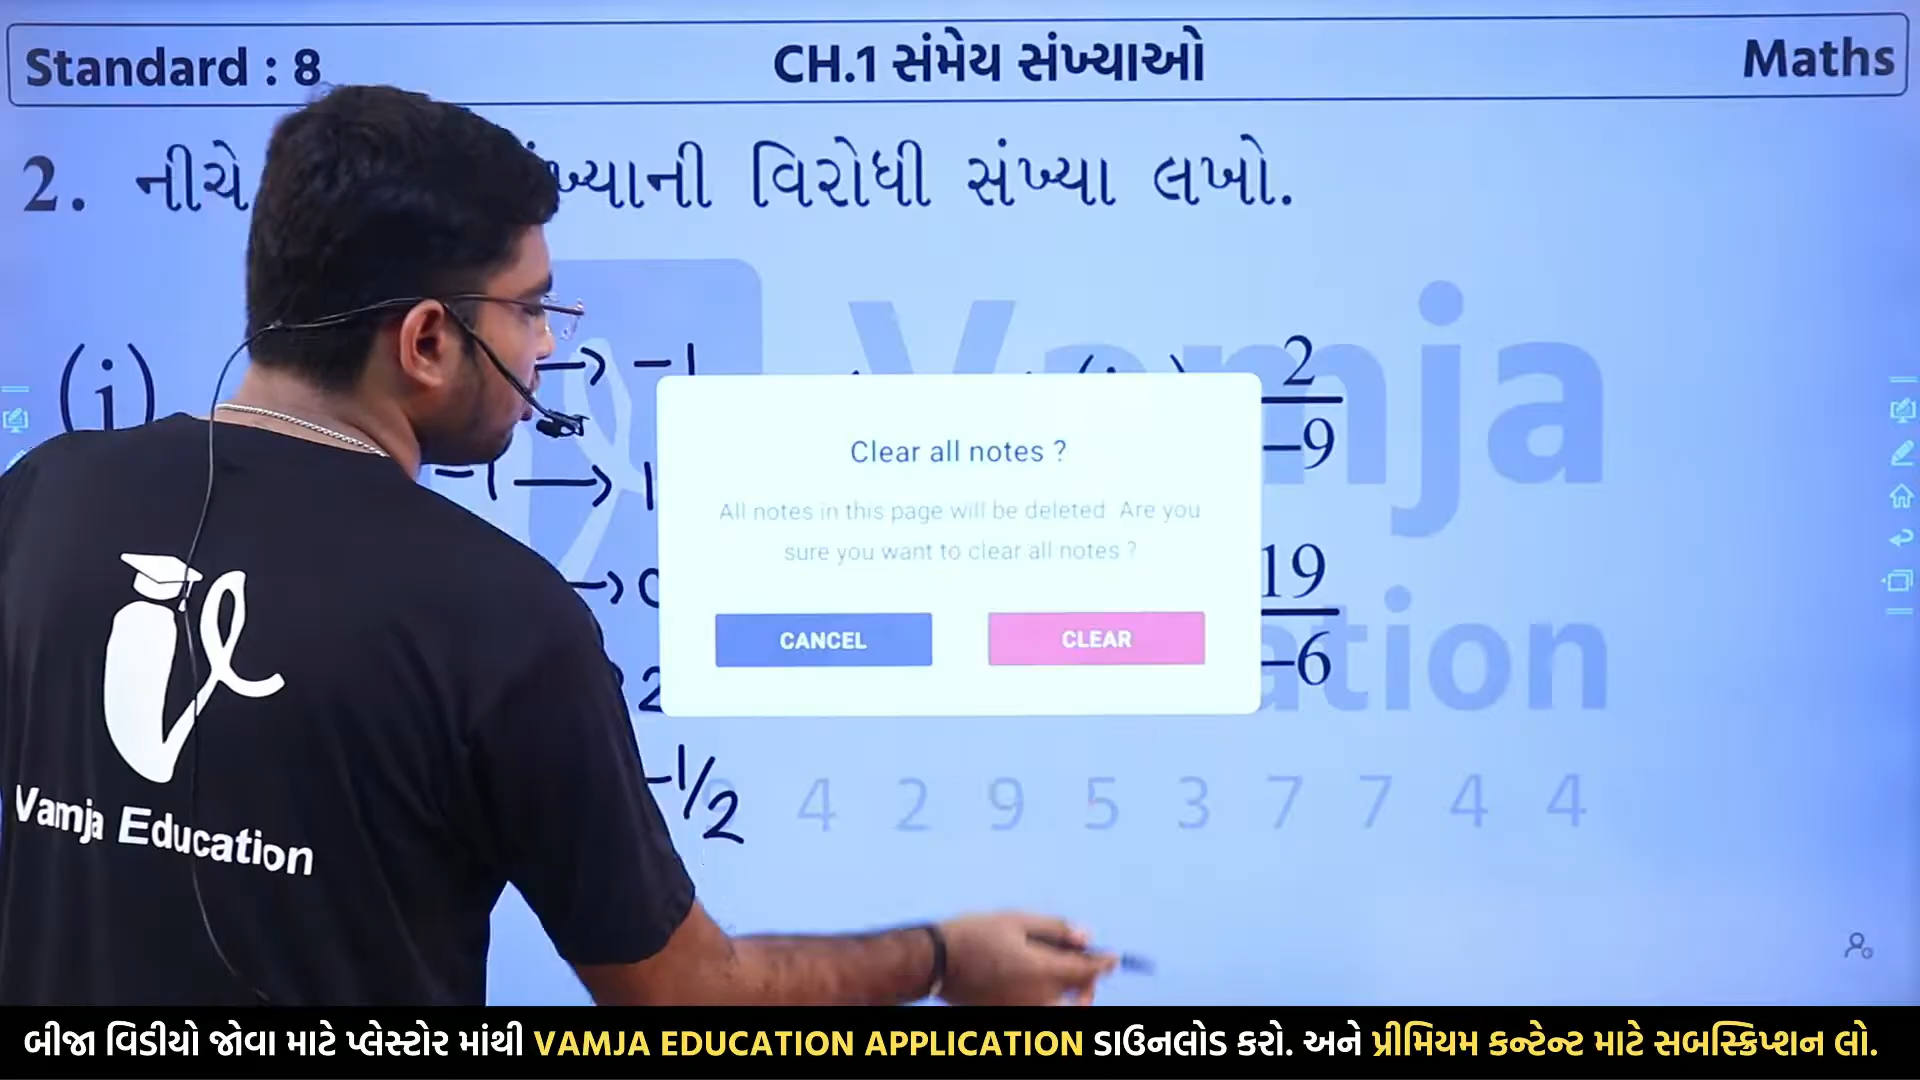 Standard : 8
CH.1 સંમેય સંખ્યાઓ
Maths
2. નીચે
ખ્યાની વિરોધી સંખ્યા લખો.
(i)
→ -1
2
-9
-1 → 1
→ 0
19
-6
2
-1/2
Clear all notes ?
All notes in this page will be deleted. Are you
sure you want to clear all notes ?
CANCEL
CLEAR
Vamja
4 2 9 5 3 7 7 4 4
Vamja Education
બીજા વિડીયો જોવા માટે પ્લેસ્ટોર માંથી VAMJA EDUCATION APPLICATION ડાઉનલોડ કરો. અને પ્રીમિયમ કન્ટેન્ટ માટે સબસ્ક્રિપ્શન લો.